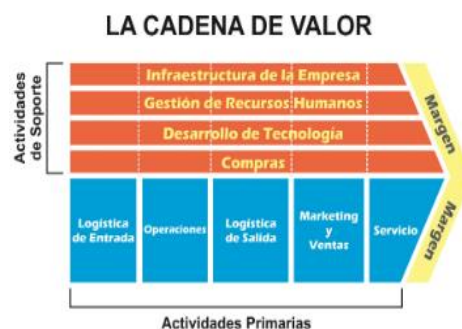 LA CADENA DE VALOR
Actividades
de Soporte
Infraestructura de la Empresa
Gestión de Recursos Humanos
Desarrollo de Tecnología
Compras
Margen
Logística
de Entrada
Operaciones
Logística
de Salida
Marketing
y
Ventas
Servicio
Margen
Actividades Primarias